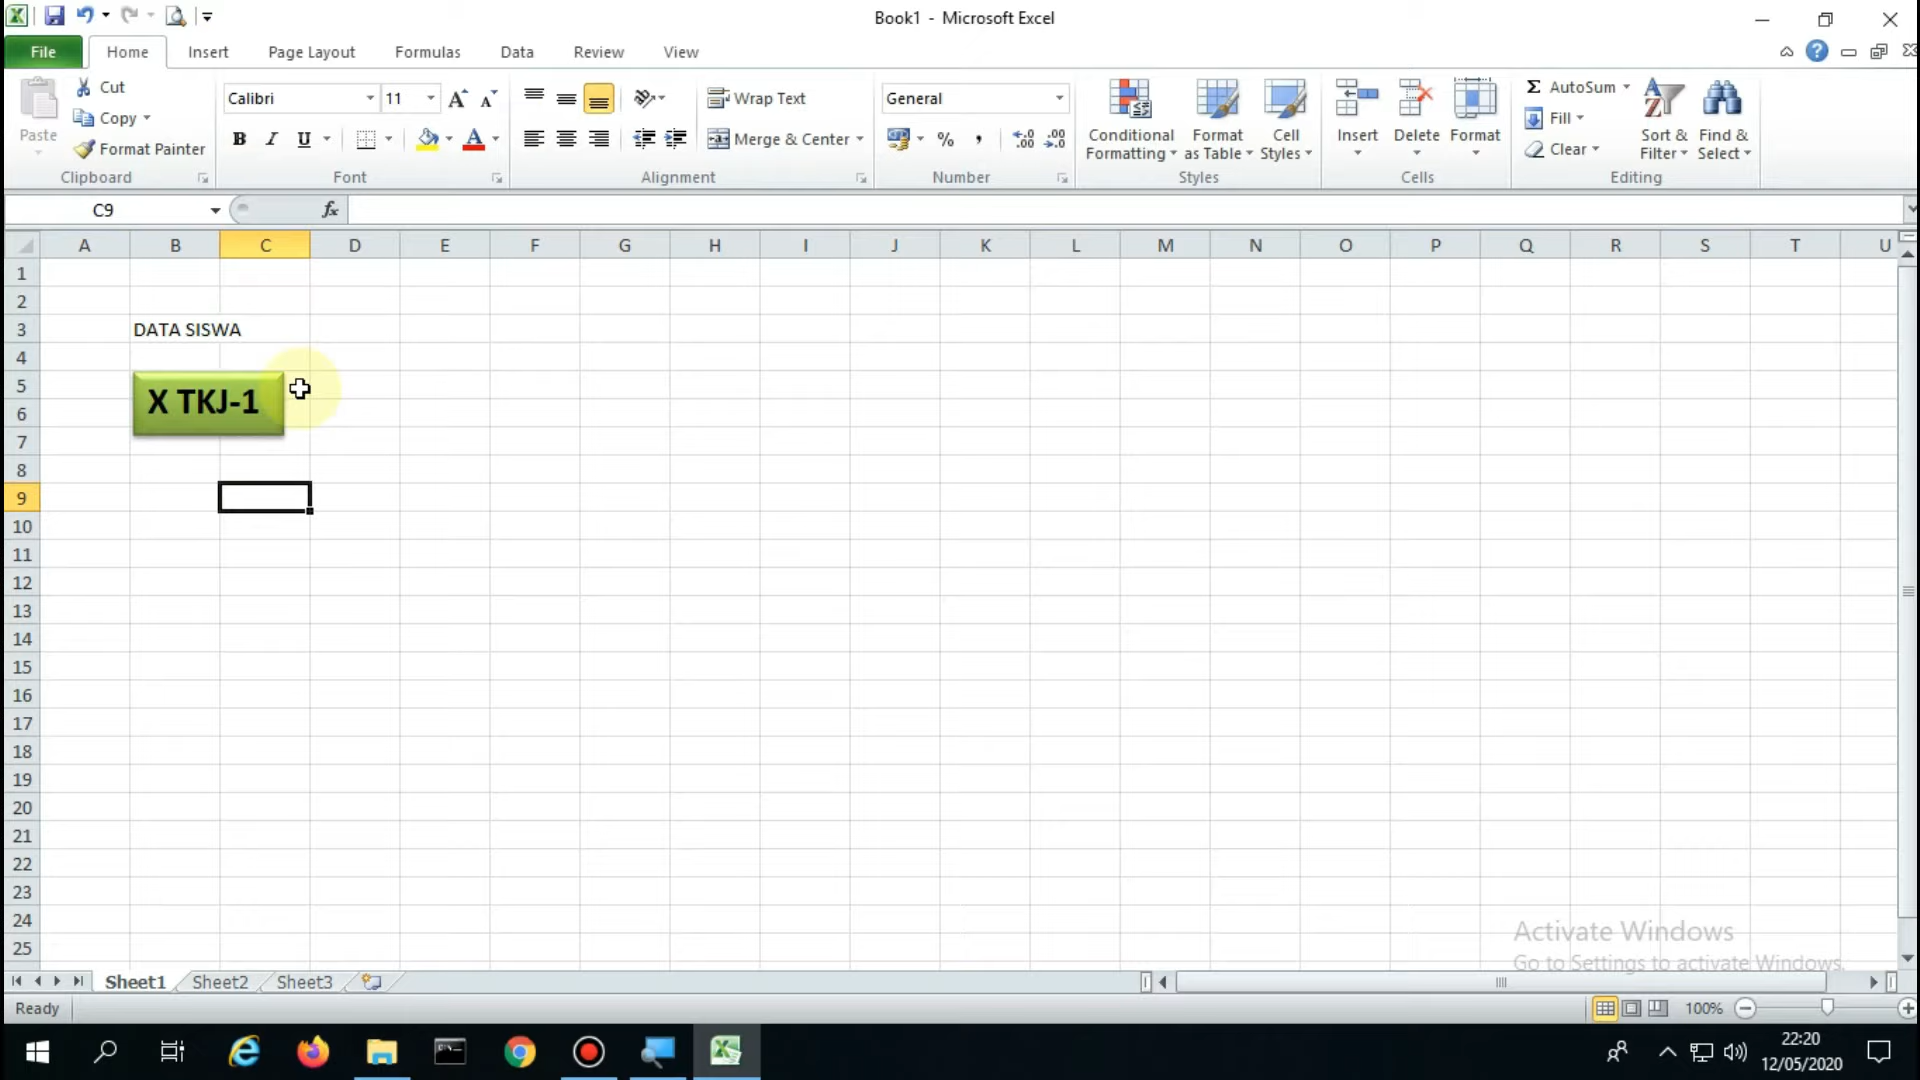 Book1 - Microsoft Excel
File Home Insert Page Layout Formulas Data Review View
Paste
Cut
Copy
Format Painter
Clipboard
Calibri 11
B I U
Font
Wrap Text
Merge & Center
Alignment
General
%
Number
Conditional Formatting
Format as Table
Cell Styles
Styles
Insert Delete Format
Cells
Σ AutoSum
Fill
Clear
Sort & Filter
Find & Select
Editing
C9 fx
A B C D E F G H I J K L M N O P Q R S T U
1
2
3 DATA SISWA
4
5
6 X TKJ-1
7
8
9
10
11
12
13
14
15
16
17
18
19
20
21
22
23
24
25
Activate Windows
Go to Settings to activate Windows.
Sheet1 Sheet2 Sheet3
Ready 100%
22:20
12/05/2020